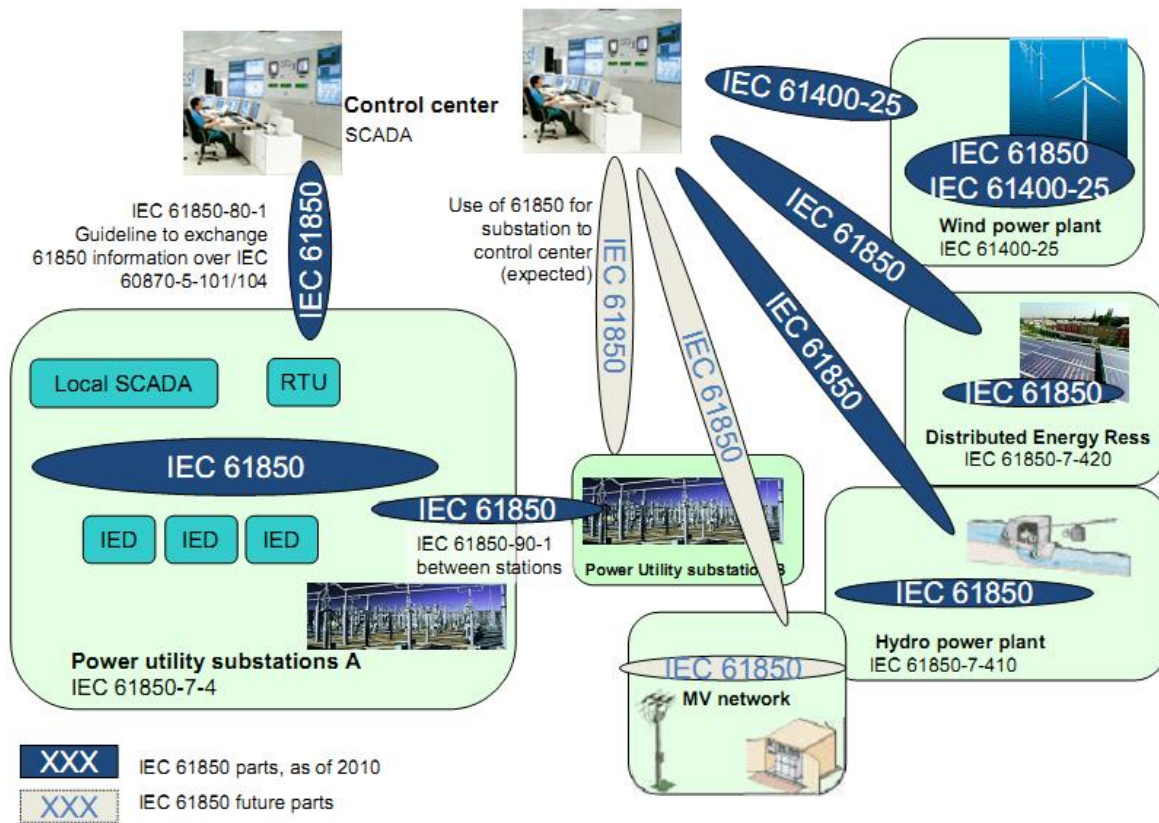 Control center
SCADA
IEC 61400-25
IEC 61850
IEC 61400-25
Wind power plant
IEC 61400-25
IEC 61850-80-1
Guideline to exchange
61850 information over IEC
60870-5-101/104
IEC 61850
Use of 61850 for
substation to
control center
(expected)
IEC 61850
IEC 61850
IEC 61850
IEC 61850
IEC 61850
Distributed Energy Ress
IEC 61850-7-420
Local SCADA
RTU
IEC 61850
IED
IED
IED
IEC 61850
IEC 61850-90-1
between stations
Power Utility substations B
IEC 61850
Hydro power plant
IEC 61850-7-410
Power utility substations A
IEC 61850-7-4
IEC 61850
MV network
XXX
IEC 61850 parts, as of 2010
XXX
IEC 61850 future parts